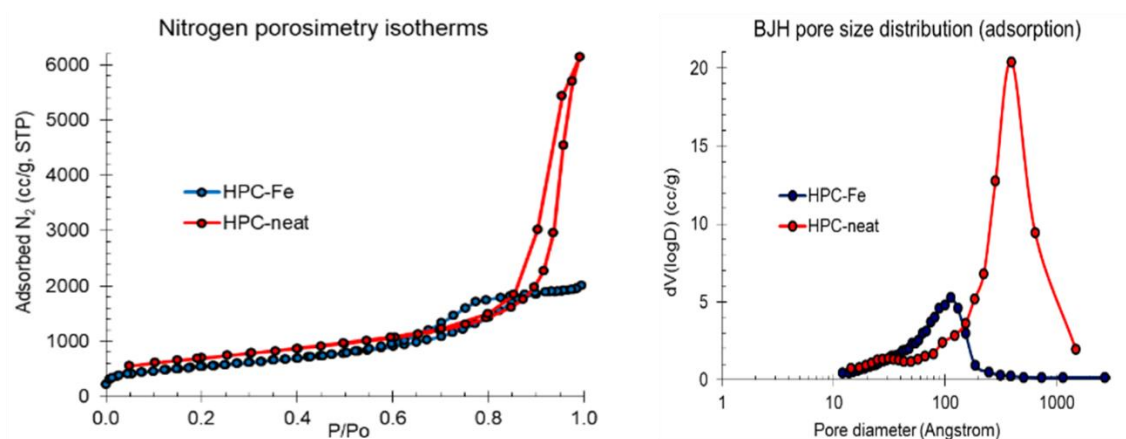 Nitrogen porosimetry isotherms
Adsorbed N₂ (cc/g, STP)
6000
5000
4000
3000
2000
1000
0
HPC-Fe
HPC-neat
0.0 0.2 0.4 0.6 0.8 1.0
P/Po
BJH pore size distribution (adsorption)
dV(logD) (cc/g)
20
15
10
5
0
HPC-Fe
HPC-neat
1 10 100 1000
Pore diameter (Angstrom)